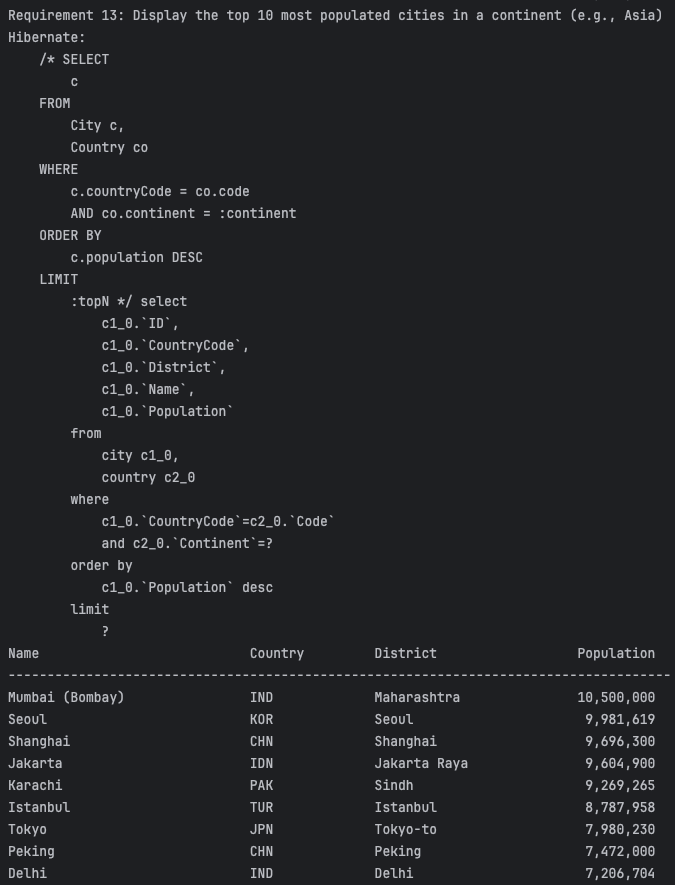 Requirement 13: Display the top 10 most populated cities in a continent (e.g., Asia)
Hibernate:
    /* SELECT
        c
    FROM
        City c,
        Country co
    WHERE
        c.countryCode = co.code
        AND co.continent = :continent
    ORDER BY
        c.population DESC
    LIMIT
        :topN */ select
            c1_0.`ID`,
            c1_0.`CountryCode`,
            c1_0.`District`,
            c1_0.`Name`,
            c1_0.`Population`
        from
            city c1_0,
            country c2_0
        where
            c1_0.`CountryCode`=c2_0.`Code`
            and c2_0.`Continent`=?
        order by
            c1_0.`Population` desc
        limit
            ?
Name                           Country         District                  Population
-------------------------------------------------------------------------------------
Mumbai (Bombay)                IND             Maharashtra               10,500,000
Seoul                          KOR             Seoul                      9,981,619
Shanghai                       CHN             Shanghai                   9,696,300
Jakarta                        IDN             Jakarta Raya               9,604,900
Karachi                        PAK             Sindh                      9,269,265
Istanbul                       TUR             Istanbul                   8,787,958
Tokyo                          JPN             Tokyo-to                   7,980,230
Peking                         CHN             Peking                     7,472,000
Delhi                          IND             Delhi                      7,206,704